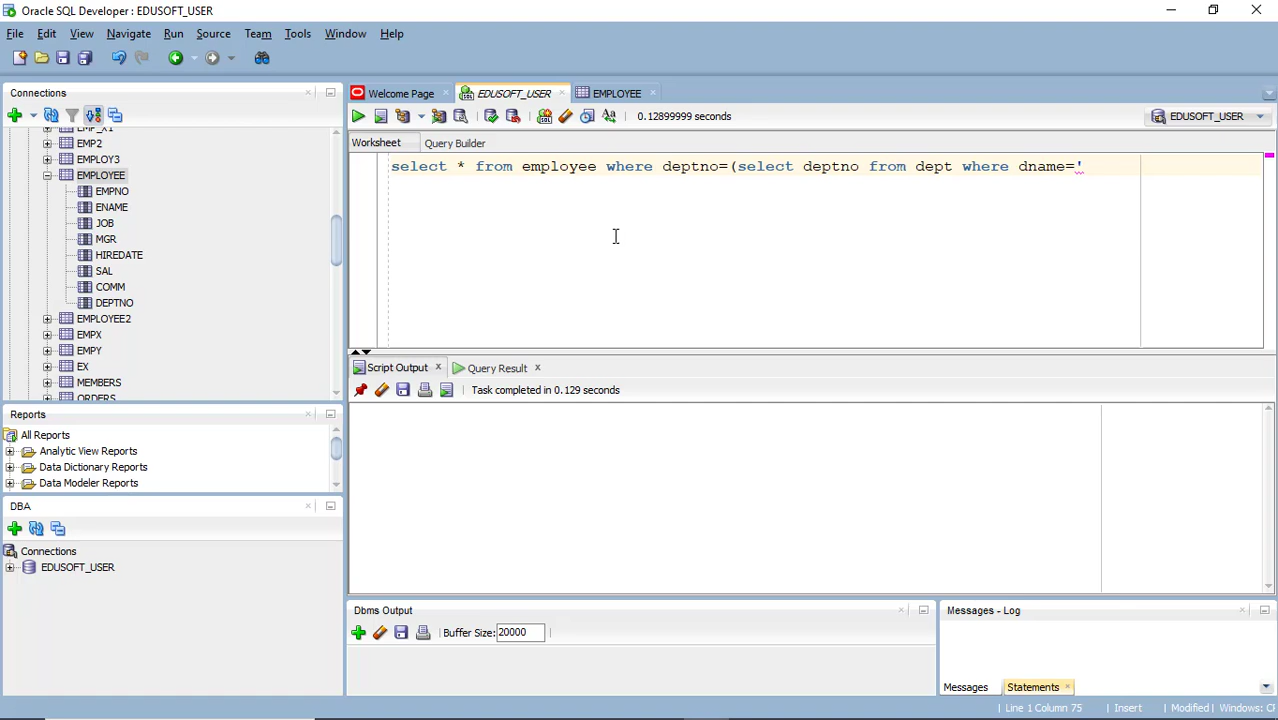 Oracle SQL Developer : EDUSOFT_USER
File Edit View Navigate Run Source Team Tools Window Help
Connections
Welcome Page EDUSOFT_USER EMPLOYEE
0.12899999 seconds
EDUSOFT_USER
Worksheet Query Builder
select * from employee where deptno=(select deptno from dept where dname='
EMP_X1
EMP2
EMPLOY3
EMPLOYEE
EMPNO
ENAME
JOB
MGR
HIREDATE
SAL
COMM
DEPTNO
EMPLOYEE2
EMPX
EMPY
EX
MEMBERS
ORDERS
Script Output Query Result
Task completed in 0.129 seconds
Reports
All Reports
Analytic View Reports
Data Dictionary Reports
Data Modeler Reports
DBA
Connections
EDUSOFT_USER
Dbms Output
Buffer Size: 20000
Messages - Log
Messages Statements
Line 1 Column 75 Insert Modified Windows: CF